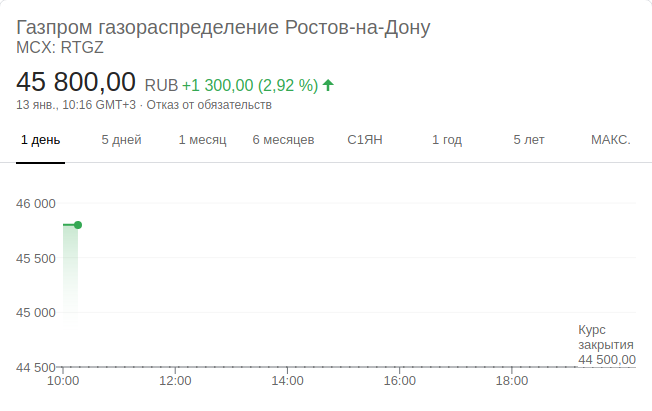 Газпром газораспределение Ростов-на-Дону
MCX: RTGZ
45 800,00 RUB +1 300,00 (2,92 %)
13 янв., 10:16 GMT+3 · Отказ от обязательств
1 день 5 дней 1 месяц 6 месяцев С1ЯН 1 год 5 лет МАКС.
46 000
45 500
45 000
Курс
закрытия
44 500,00
44 500
10:00 12:00 14:00 16:00 18:00